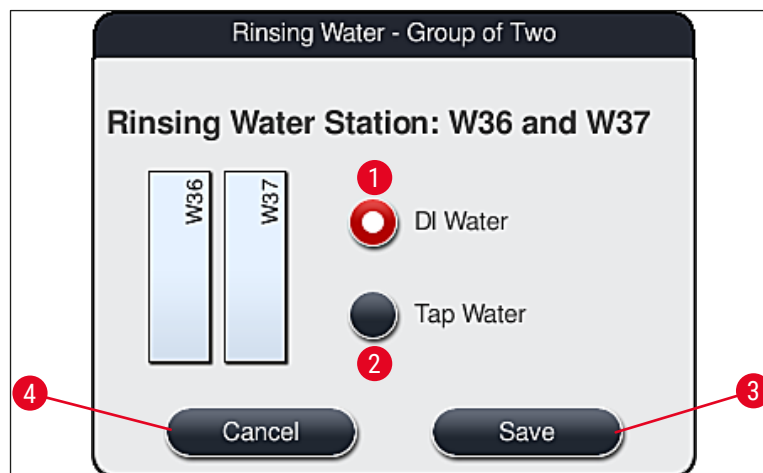 Rinsing Water - Group of Two
Rinsing Water Station: W36 and W37
W36
W37
1
DI Water
Tap Water
2
4
3
Cancel
Save